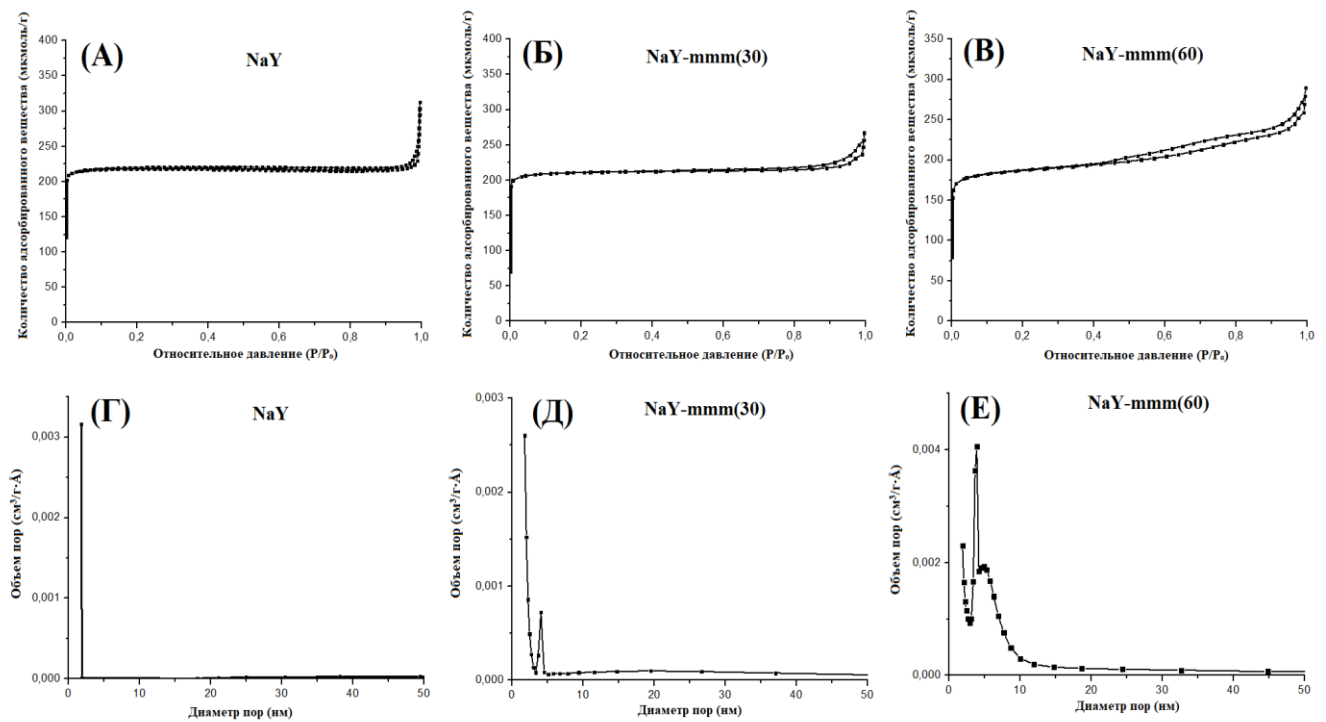 Количество адсорбированного вещества (мкмоль/г)
(А)
NaY
400
350
300
250
200
150
100
50
0
0,0 0,2 0,4 0,6 0,8 1,0
Относительное давление (P/P₀)
Количество адсорбированного вещества (мкмоль/г)
(Б)
NaY-mmm(30)
400
350
300
250
200
150
100
50
0
0,0 0,2 0,4 0,6 0,8 1,0
Относительное давление (P/P₀)
Количество адсорбированного вещества (мкмоль/г)
(В)
NaY-mmm(60)
350
300
250
200
150
100
50
0
0,0 0,2 0,4 0,6 0,8 1,0
Относительное давление (P/P₀)
Объем пор (см³/г·Å)
(Г)
NaY
0,003
0,002
0,001
0,000
0 10 20 30 40 50
Диаметр пор (нм)
Объем пор (см³/г·Å)
(Д)
NaY-mmm(30)
0,003
0,002
0,001
0,000
0 10 20 30 40 50
Диаметр пор (нм)
Объем пор (см³/г·Å)
(Е)
NaY-mmm(60)
0,004
0,002
0,000
0 10 20 30 40 50
Диаметр пор (нм)